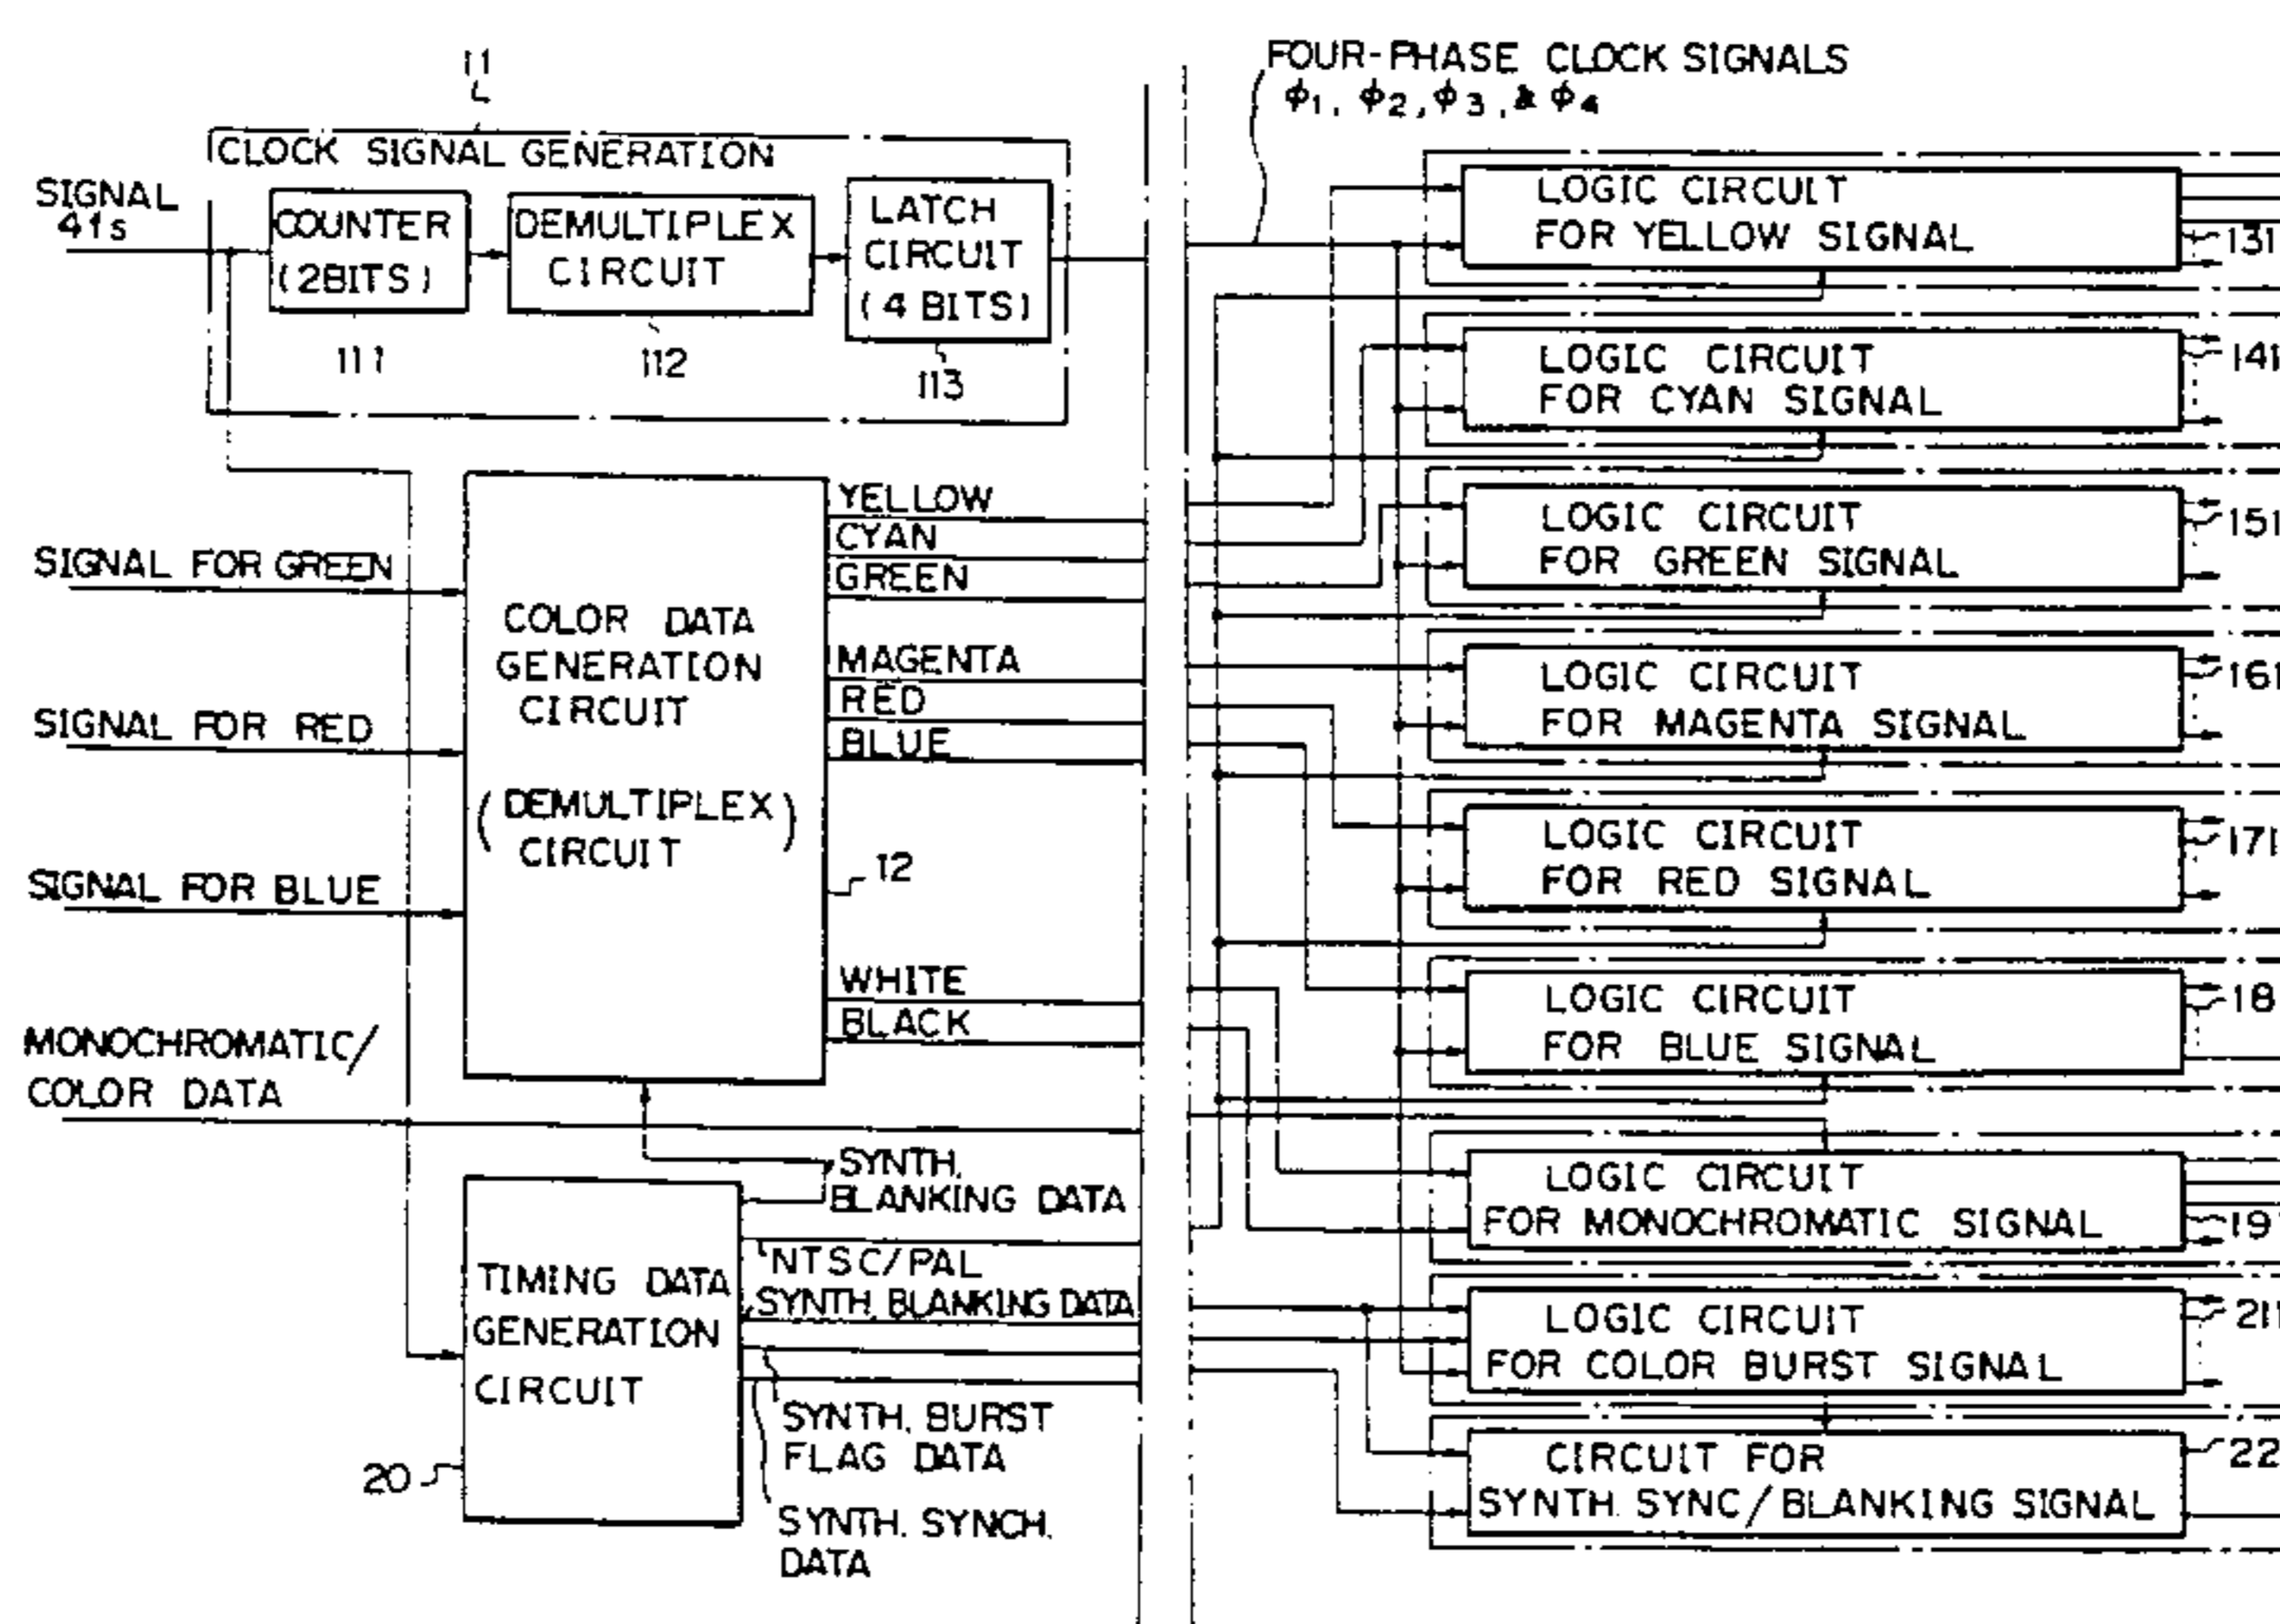 11
FOUR-PHASE CLOCK SIGNALS
ϕ1, ϕ2, ϕ3, & ϕ4
CLOCK SIGNAL GENERATION
SIGNAL
4fs
COUNTER
(2BITS)
DEMULTIPLEX
CIRCUIT
LATCH
CIRCUIT
(4 BITS)
111
112
113
SIGNAL FOR GREEN
SIGNAL FOR RED
SIGNAL FOR BLUE
MONOCHROMATIC/
COLOR DATA
COLOR DATA
GENERATION
CIRCUIT
(DEMULTIPLEX)
CIRCUIT
12
YELLOW
CYAN
GREEN
MAGENTA
RED
BLUE
WHITE
BLACK
SYNTH.
BLANKING DATA
NTSC/PAL
SYNTH. BLANKING DATA
TIMING DATA
GENERATION
CIRCUIT
20
SYNTH. BURST
FLAG DATA
SYNTH. SYNCH.
DATA
LOGIC CIRCUIT
FOR YELLOW SIGNAL
131
LOGIC CIRCUIT
FOR CYAN SIGNAL
141
LOGIC CIRCUIT
FOR GREEN SIGNAL
151
LOGIC CIRCUIT
FOR MAGENTA SIGNAL
161
LOGIC CIRCUIT
FOR RED SIGNAL
171
LOGIC CIRCUIT
FOR BLUE SIGNAL
18
LOGIC CIRCUIT
FOR MONOCHROMATIC SIGNAL
19
LOGIC CIRCUIT
FOR COLOR BURST SIGNAL
211
CIRCUIT FOR
SYNTH. SYNC/BLANKING SIGNAL
22